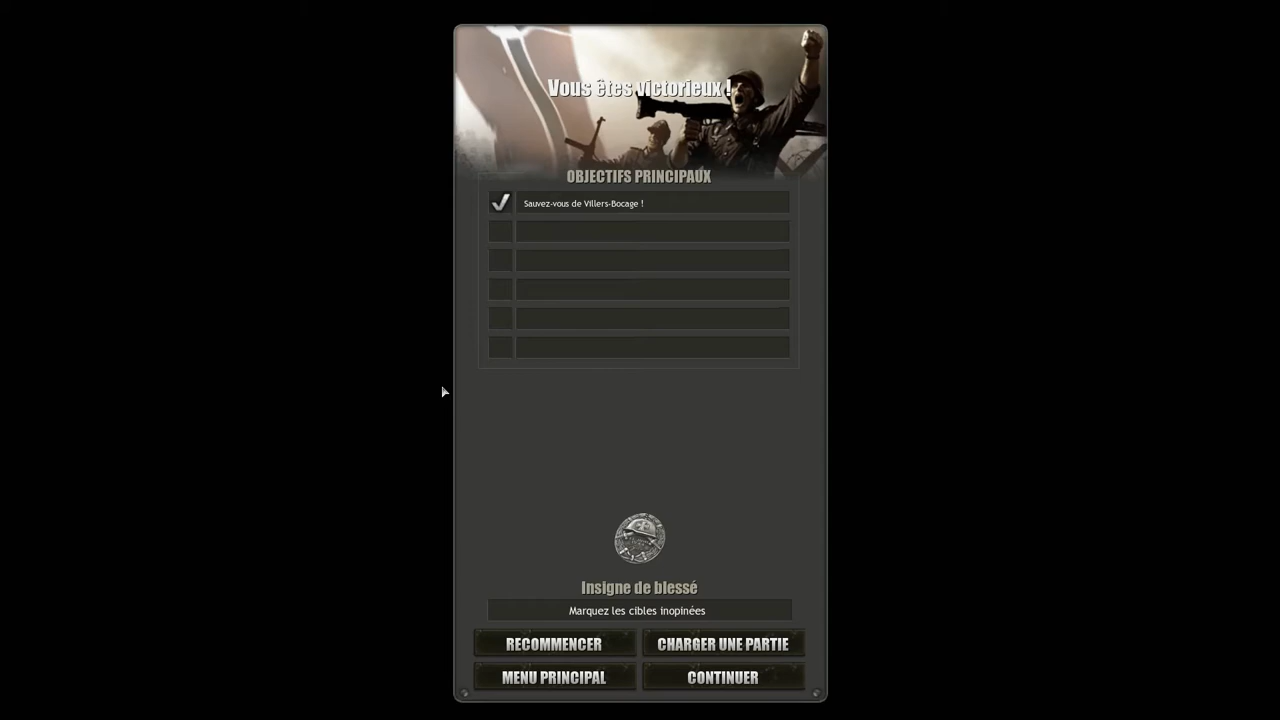 Vous êtes victorieux !
OBJECTIFS PRINCIPAUX
Sauvez-vous de Villers-Bocage !
Insigne de blessé
Marquez les cibles inopinées
RECOMMENCER
CHARGER UNE PARTIE
MENU PRINCIPAL
CONTINUER